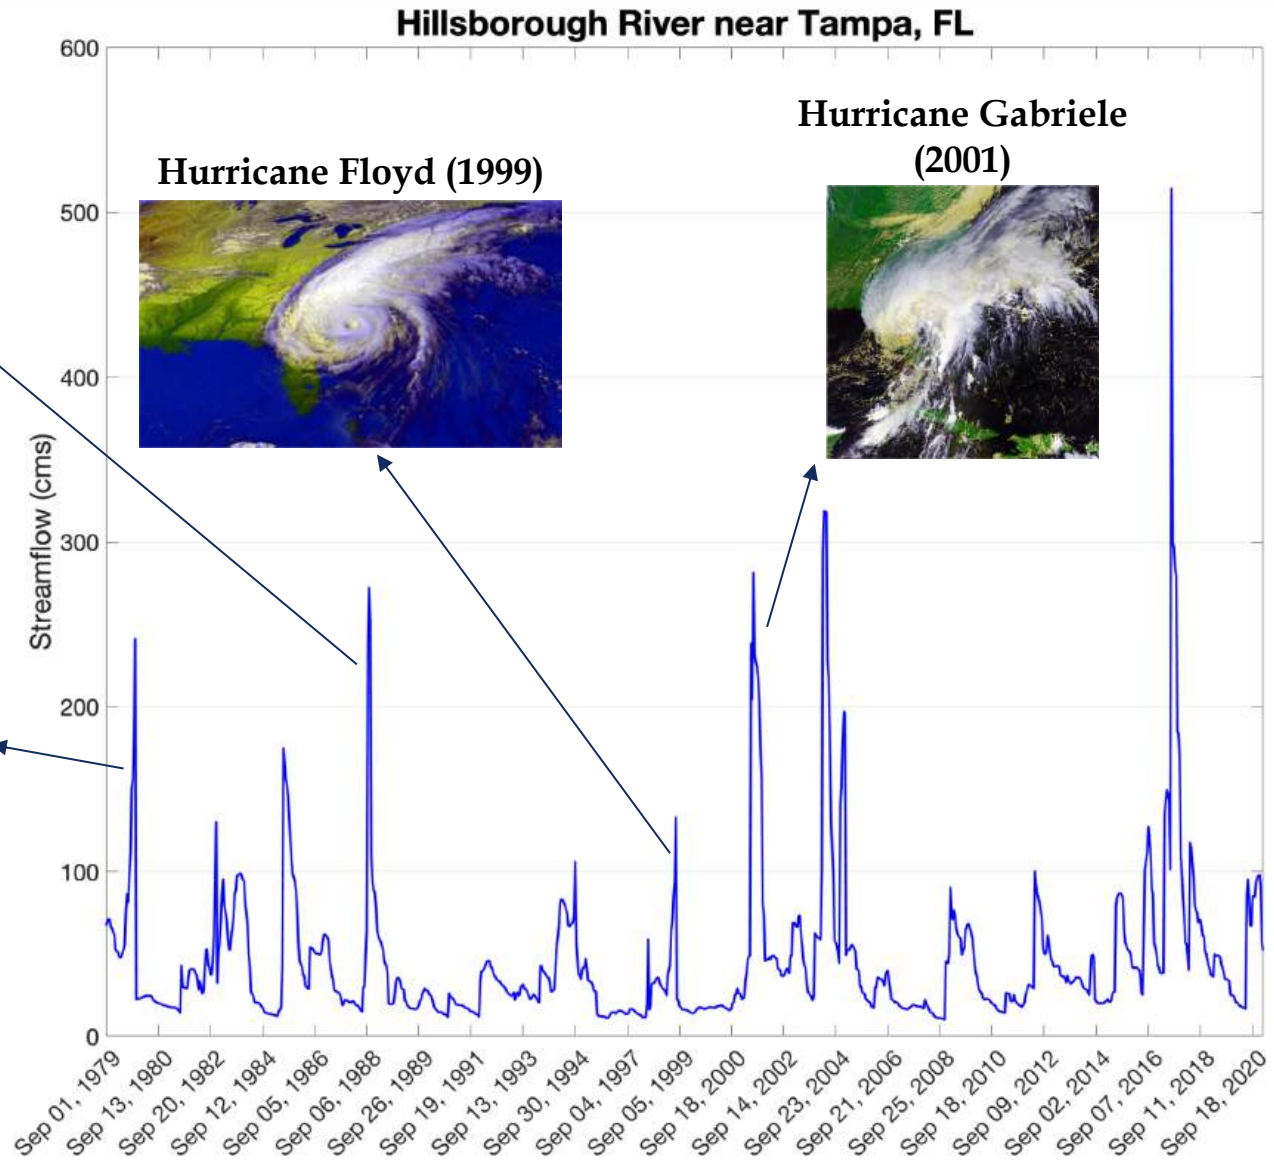 Hillsborough River near Tampa, FL
Hurricane Gabriele
(2001)
Hurricane Floyd (1999)
Streamflow (cms)
600
500
400
300
200
100
0
Sep 01, 1979
Sep 13, 1980
Sep 20, 1982
Sep 12, 1984
Sep 05, 1986
Sep 06, 1988
Sep 26, 1989
Sep 19, 1991
Sep 13, 1993
Sep 30, 1994
Sep 04, 1997
Sep 05, 1999
Sep 18, 2000
Sep 14, 2002
Sep 23, 2004
Sep 21, 2006
Sep 25, 2008
Sep 18, 2010
Sep 09, 2012
Sep 02, 2014
Sep 07, 2016
Sep 11, 2018
Sep 18, 2020